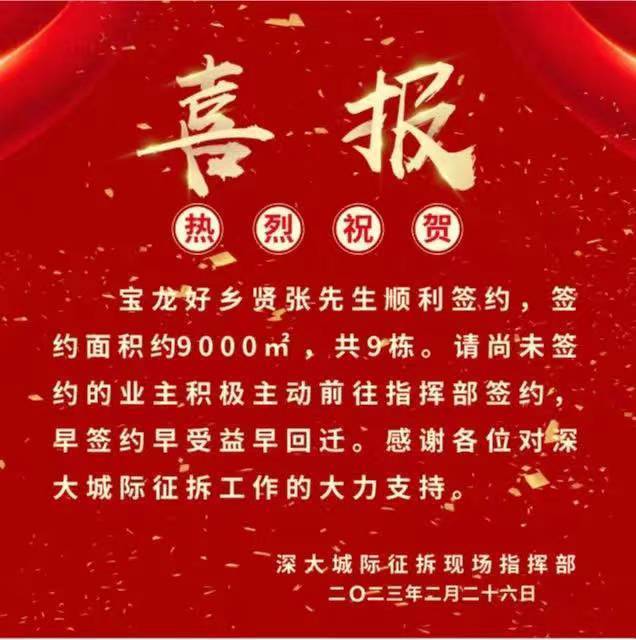 喜报
热烈祝贺
宝龙好乡贤张先生顺利签约，签
约面积约9000㎡，共9栋。请尚未签
约的业主积极主动前往指挥部签约，
早签约早受益早回迁。感谢各位对深
大城际征拆工作的大力支持。
深大城际征拆现场指挥部
二〇二三年二月二十六日